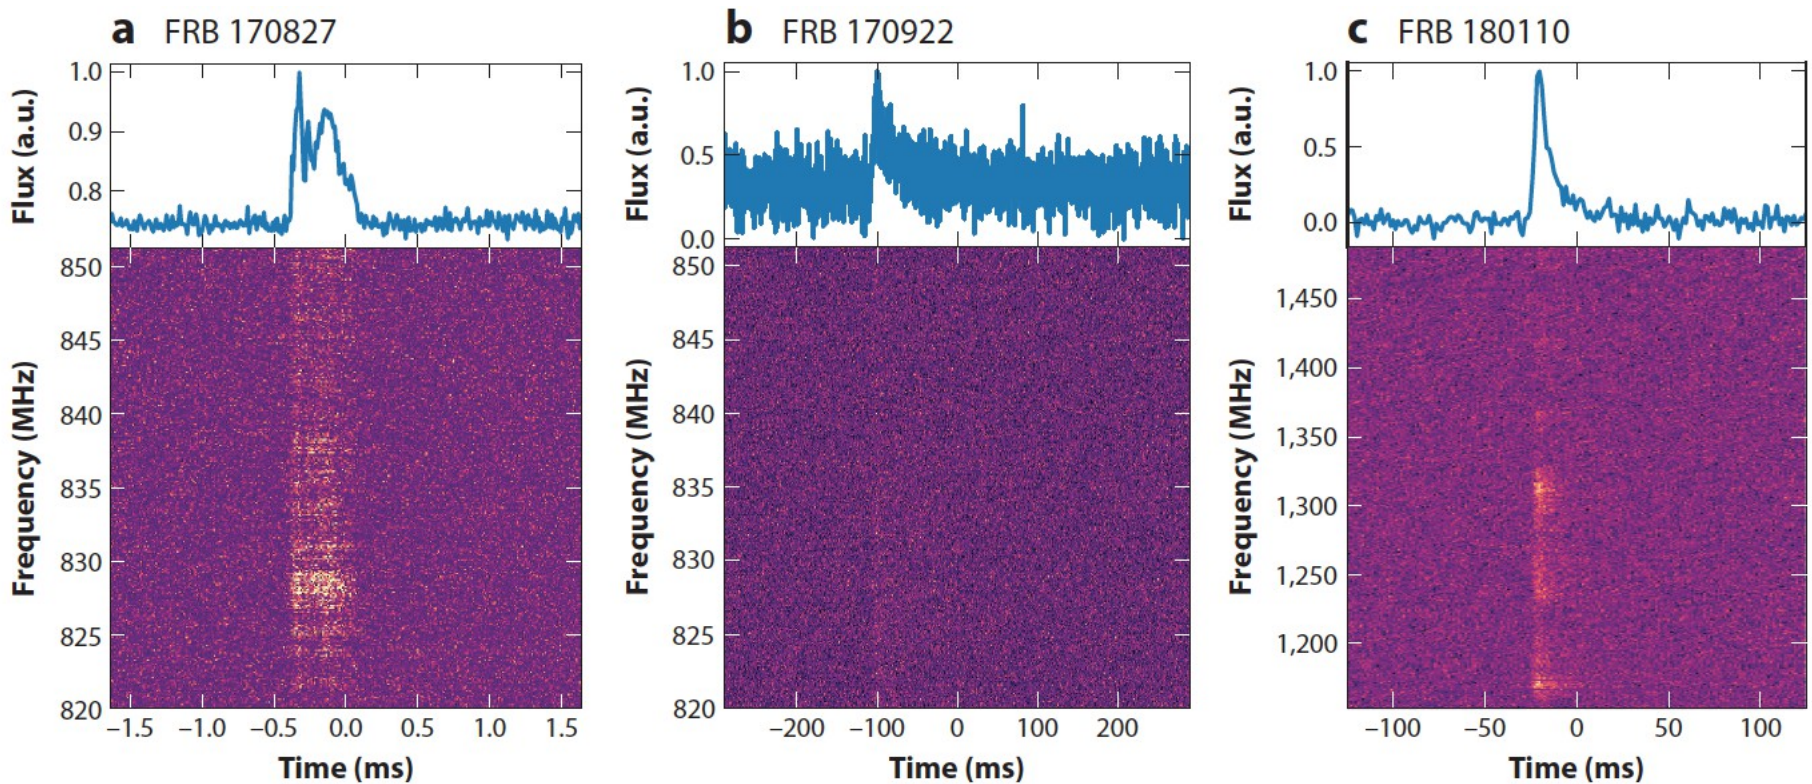 a FRB 170827
1.0
0.9
0.8
Flux (a.u.)
850
845
840
835
830
825
820
Frequency (MHz)
−1.5 −1.0 −0.5 0.0 0.5 1.0 1.5
Time (ms)
b FRB 170922
1.0
0.5
0.0
Flux (a.u.)
850
845
840
835
830
825
820
Frequency (MHz)
−200 −100 0 100 200
Time (ms)
c FRB 180110
1.0
0.5
0.0
Flux (a.u.)
1,450
1,400
1,350
1,300
1,250
1,200
Frequency (MHz)
−100 −50 0 50 100
Time (ms)